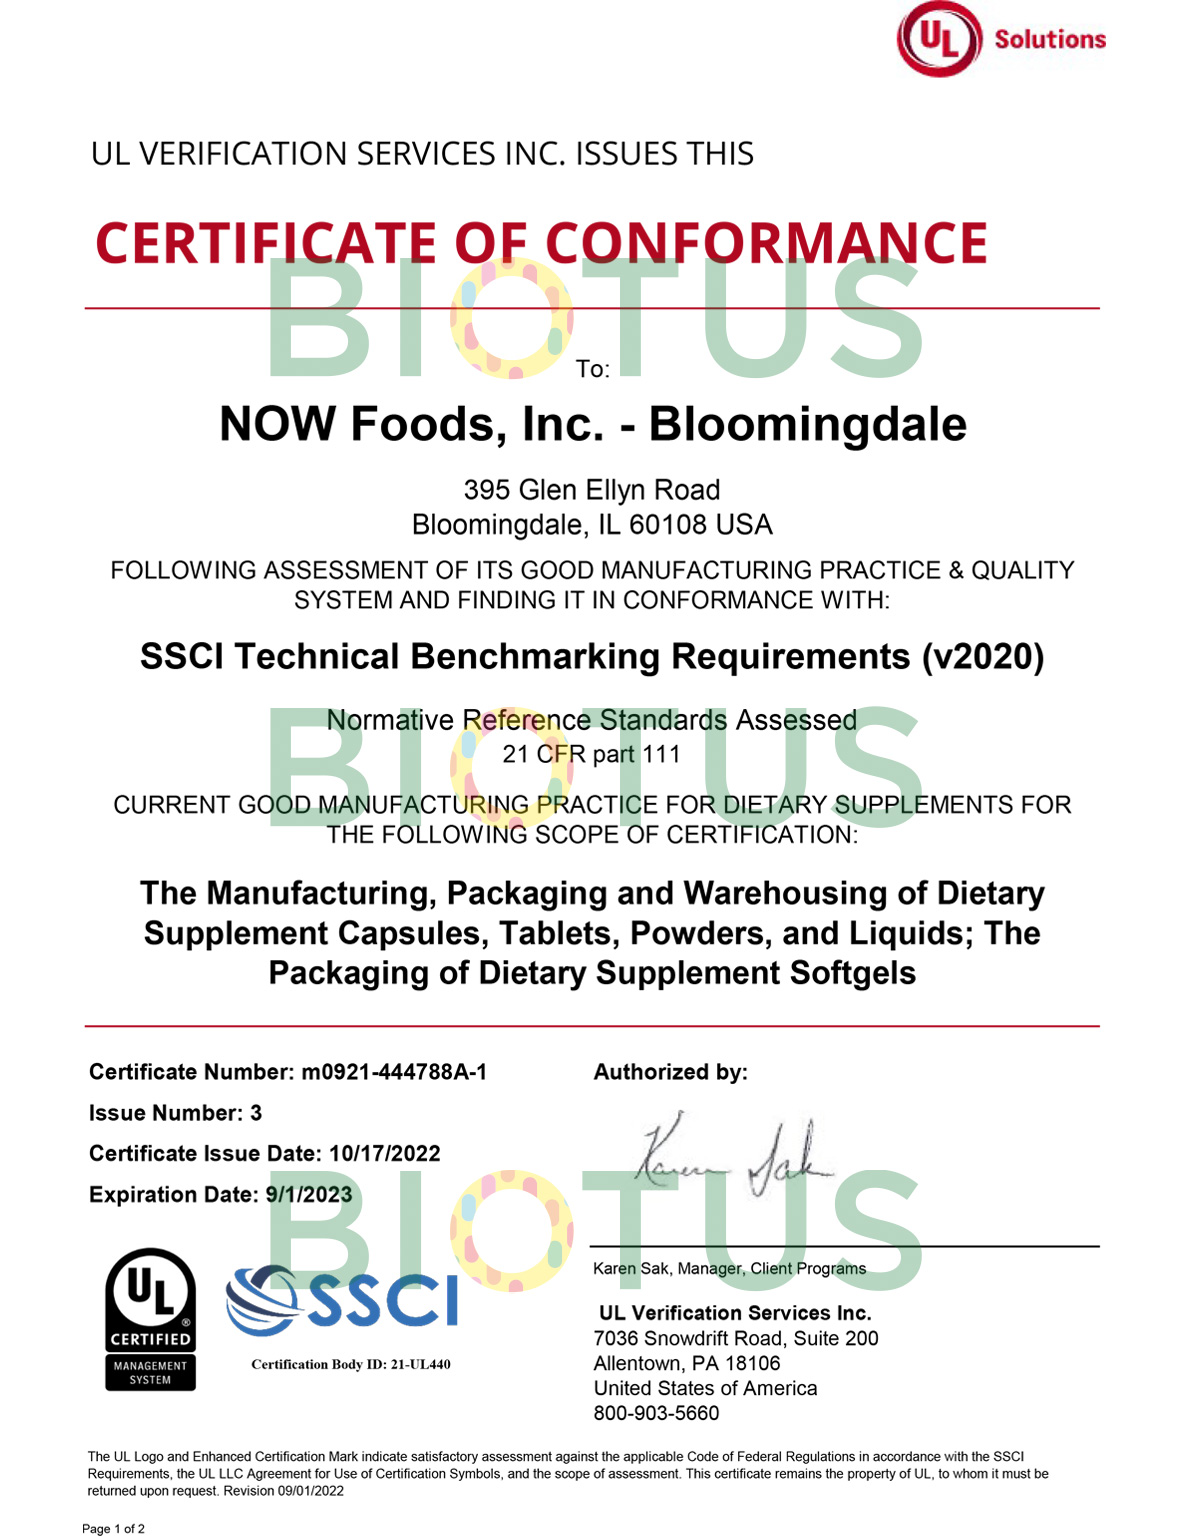 UL Solutions
UL VERIFICATION SERVICES INC. ISSUES THIS
CERTIFICATE OF CONFORMANCE
BIOTUS
To:
NOW Foods, Inc. - Bloomingdale
395 Glen Ellyn Road
Bloomingdale, IL 60108 USA
FOLLOWING ASSESSMENT OF ITS GOOD MANUFACTURING PRACTICE & QUALITY
SYSTEM AND FINDING IT IN CONFORMANCE WITH:
SSCI Technical Benchmarking Requirements (v2020)
Normative Reference Standards Assessed
BIOTUS
21 CFR part 111
CURRENT GOOD MANUFACTURING PRACTICE FOR DIETARY SUPPLEMENTS FOR
THE FOLLOWING SCOPE OF CERTIFICATION:
The Manufacturing, Packaging and Warehousing of Dietary
Supplement Capsules, Tablets, Powders, and Liquids; The
Packaging of Dietary Supplement Softgels
Certificate Number: m0921-444788A-1
Issue Number: 3
Certificate Issue Date: 10/17/2022
Expiration Date: 9/1/2023
Authorized by:
Karen Sak
BIOTUS
Karen Sak, Manager, Client Programs
UL Verification Services Inc.
7036 Snowdrift Road, Suite 200
Allentown, PA 18106
United States of America
800-903-5660
UL ®
CERTIFIED
MANAGEMENT
SYSTEM
SSCI
Certification Body ID: 21-UL440
The UL Logo and Enhanced Certification Mark indicate satisfactory assessment against the applicable Code of Federal Regulations in accordance with the SSCI
Requirements, the UL LLC Agreement for Use of Certification Symbols, and the scope of assessment. This certificate remains the property of UL, to whom it must be
returned upon request. Revision 09/01/2022
Page 1 of 2